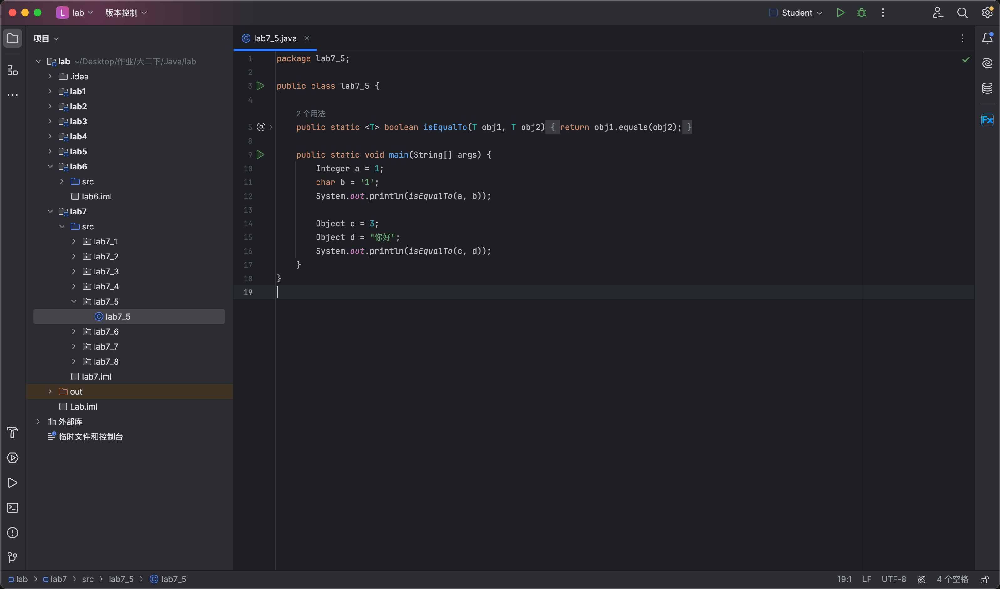 L lab 版本控制 Student
项目
lab ~/Desktop/作业/大二下/Java/lab
.idea
lab1
lab2
lab3
lab4
lab5
lab6
src
lab6.iml
lab7
src
lab7_1
lab7_2
lab7_3
lab7_4
lab7_5
lab7_5
lab7_6
lab7_7
lab7_8
lab7.iml
out
Lab.iml
外部库
临时文件和控制台
lab7_5.java
1 package lab7_5;
2
3 public class lab7_5 {
4
2 个用法
5 public static <T> boolean isEqualTo(T obj1, T obj2) { return obj1.equals(obj2); }
8
9 public static void main(String[] args) {
10 Integer a = 1;
11 char b = '1';
12 System.out.println(isEqualTo(a, b));
13
14 Object c = 3;
15 Object d = "你好";
16 System.out.println(isEqualTo(c, d));
17 }
18 }
19
Fx
lab > lab7 > src > lab7_5 > lab7_5
19:1 LF UTF-8 4 个空格